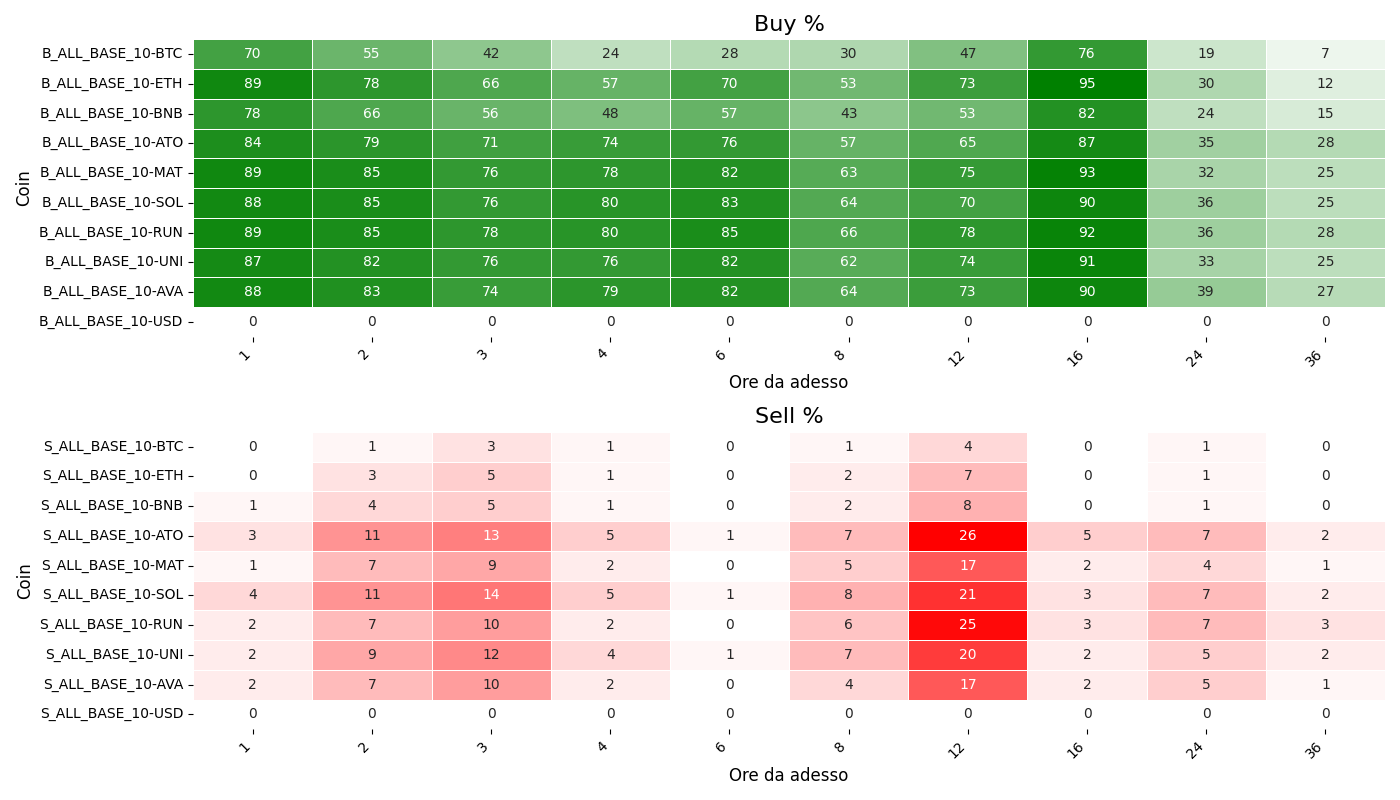 Buy %
Coin
B_ALL_BASE_10-BTC 70 55 42 24 28 30 47 76 19 7
B_ALL_BASE_10-ETH 89 78 66 57 70 53 73 95 30 12
B_ALL_BASE_10-BNB 78 66 56 48 57 43 53 82 24 15
B_ALL_BASE_10-ATO 84 79 71 74 76 57 65 87 35 28
B_ALL_BASE_10-MAT 89 85 76 78 82 63 75 93 32 25
B_ALL_BASE_10-SOL 88 85 76 80 83 64 70 90 36 25
B_ALL_BASE_10-RUN 89 85 78 80 85 66 78 92 36 28
B_ALL_BASE_10-UNI 87 82 76 76 82 62 74 91 33 25
B_ALL_BASE_10-AVA 88 83 74 79 82 64 73 90 39 27
B_ALL_BASE_10-USD 0 0 0 0 0 0 0 0 0 0
1 2 3 4 6 8 12 16 24 36
Ore da adesso
Sell %
Coin
S_ALL_BASE_10-BTC 0 1 3 1 0 1 4 0 1 0
S_ALL_BASE_10-ETH 0 3 5 1 0 2 7 0 1 0
S_ALL_BASE_10-BNB 1 4 5 1 0 2 8 0 1 0
S_ALL_BASE_10-ATO 3 11 13 5 1 7 26 5 7 2
S_ALL_BASE_10-MAT 1 7 9 2 0 5 17 2 4 1
S_ALL_BASE_10-SOL 4 11 14 5 1 8 21 3 7 2
S_ALL_BASE_10-RUN 2 7 10 2 0 6 25 3 7 3
S_ALL_BASE_10-UNI 2 9 12 4 1 7 20 2 5 2
S_ALL_BASE_10-AVA 2 7 10 2 0 4 17 2 5 1
S_ALL_BASE_10-USD 0 0 0 0 0 0 0 0 0 0
1 2 3 4 6 8 12 16 24 36
Ore da adesso